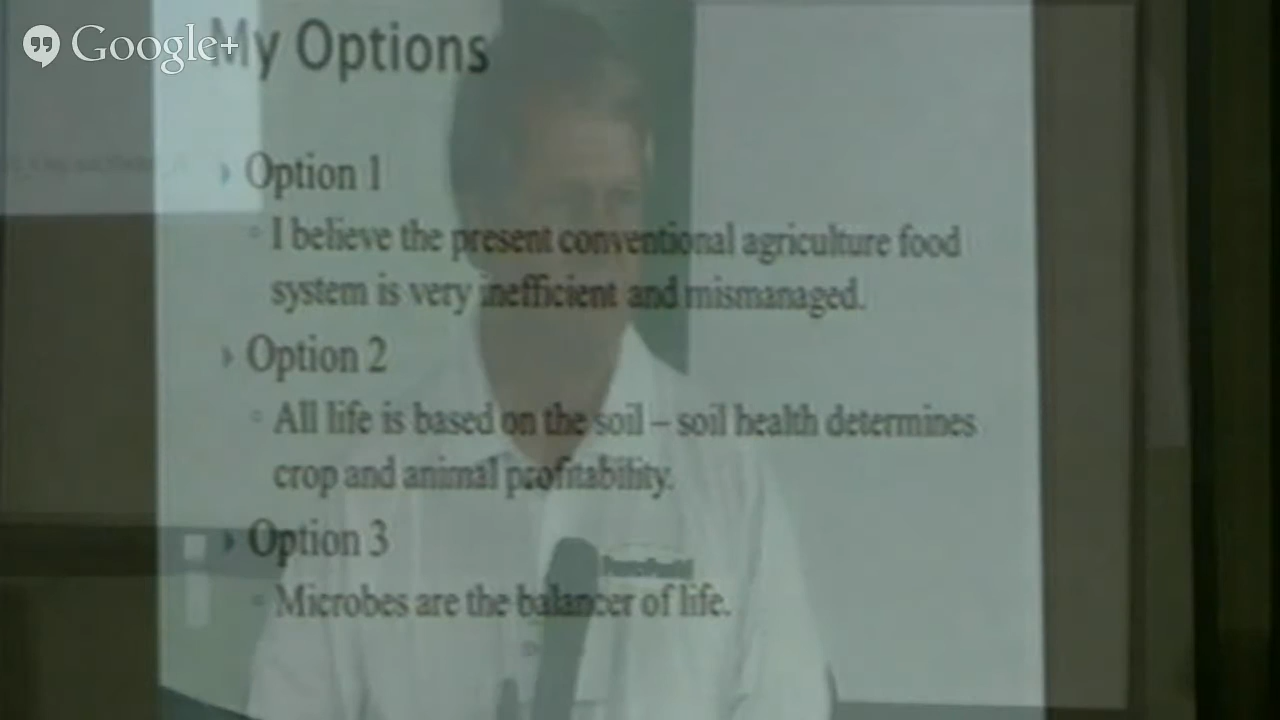 Google+
My Options
Option 1
I believe the present conventional agriculture food
system is very inefficient and mismanaged.
Option 2
All life is based on the soil – soil health determines
crop and animal profitability.
Option 3
Microbes are the balancer of life.